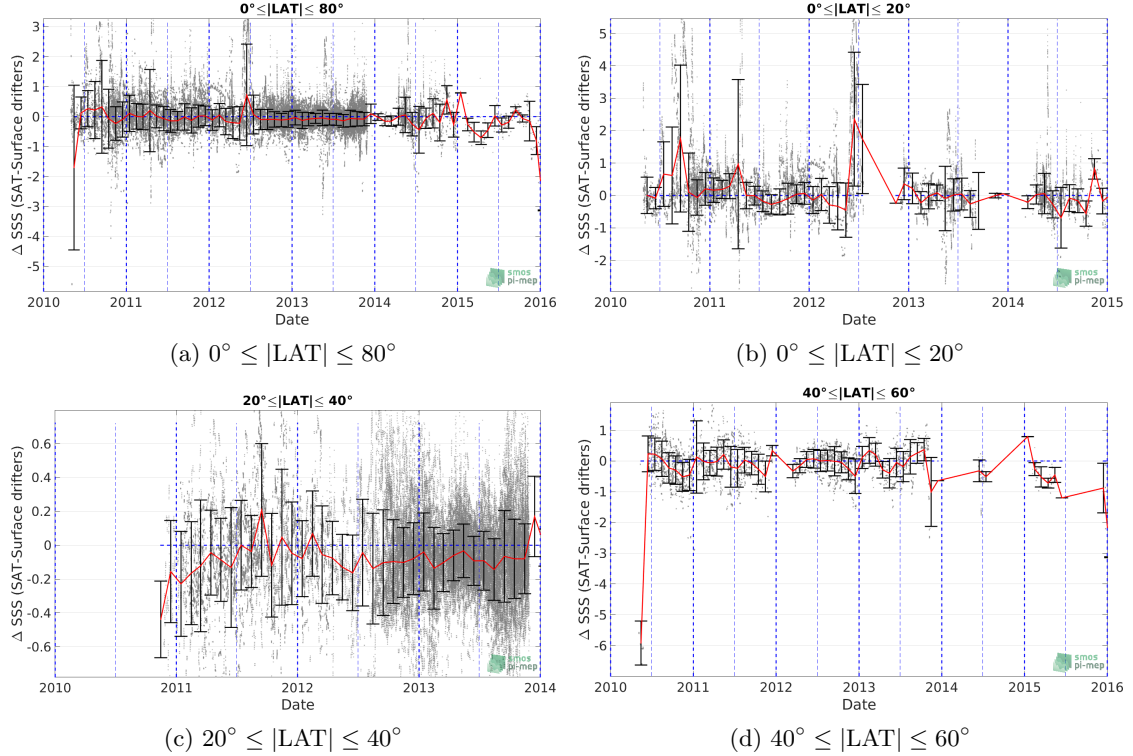 0°≤|LAT|≤ 80°
Δ SSS (SAT-Surface drifters)
3
2
1
0
-1
-2
-3
-4
-5
smos
pi-mep
2010 2011 2012 2013 2014 2015 2016
Date
(a) 0° ≤ |LAT| ≤ 80°
0°≤|LAT|≤ 20°
Δ SSS (SAT-Surface drifters)
5
4
3
2
1
0
-1
-2
smos
pi-mep
2010 2011 2012 2013 2014 2015
Date
(b) 0° ≤ |LAT| ≤ 20°
20°≤|LAT|≤ 40°
Δ SSS (SAT-Surface drifters)
0.6
0.4
0.2
0
-0.2
-0.4
-0.6
smos
pi-mep
2010 2011 2012 2013 2014
Date
(c) 20° ≤ |LAT| ≤ 40°
40°≤|LAT|≤ 60°
Δ SSS (SAT-Surface drifters)
1
0
-1
-2
-3
-4
-5
-6
smos
pi-mep
2010 2011 2012 2013 2014 2015 2016
Date
(d) 40° ≤ |LAT| ≤ 60°